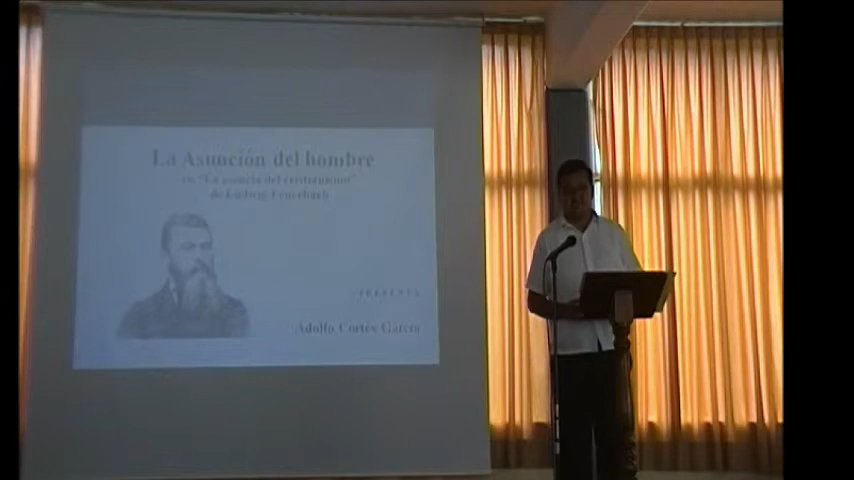 La Asunción del hombre
en "La esencia del cristianismo"
de Ludwig Feuerbach
PRESENTA
Adolfo Cortés García